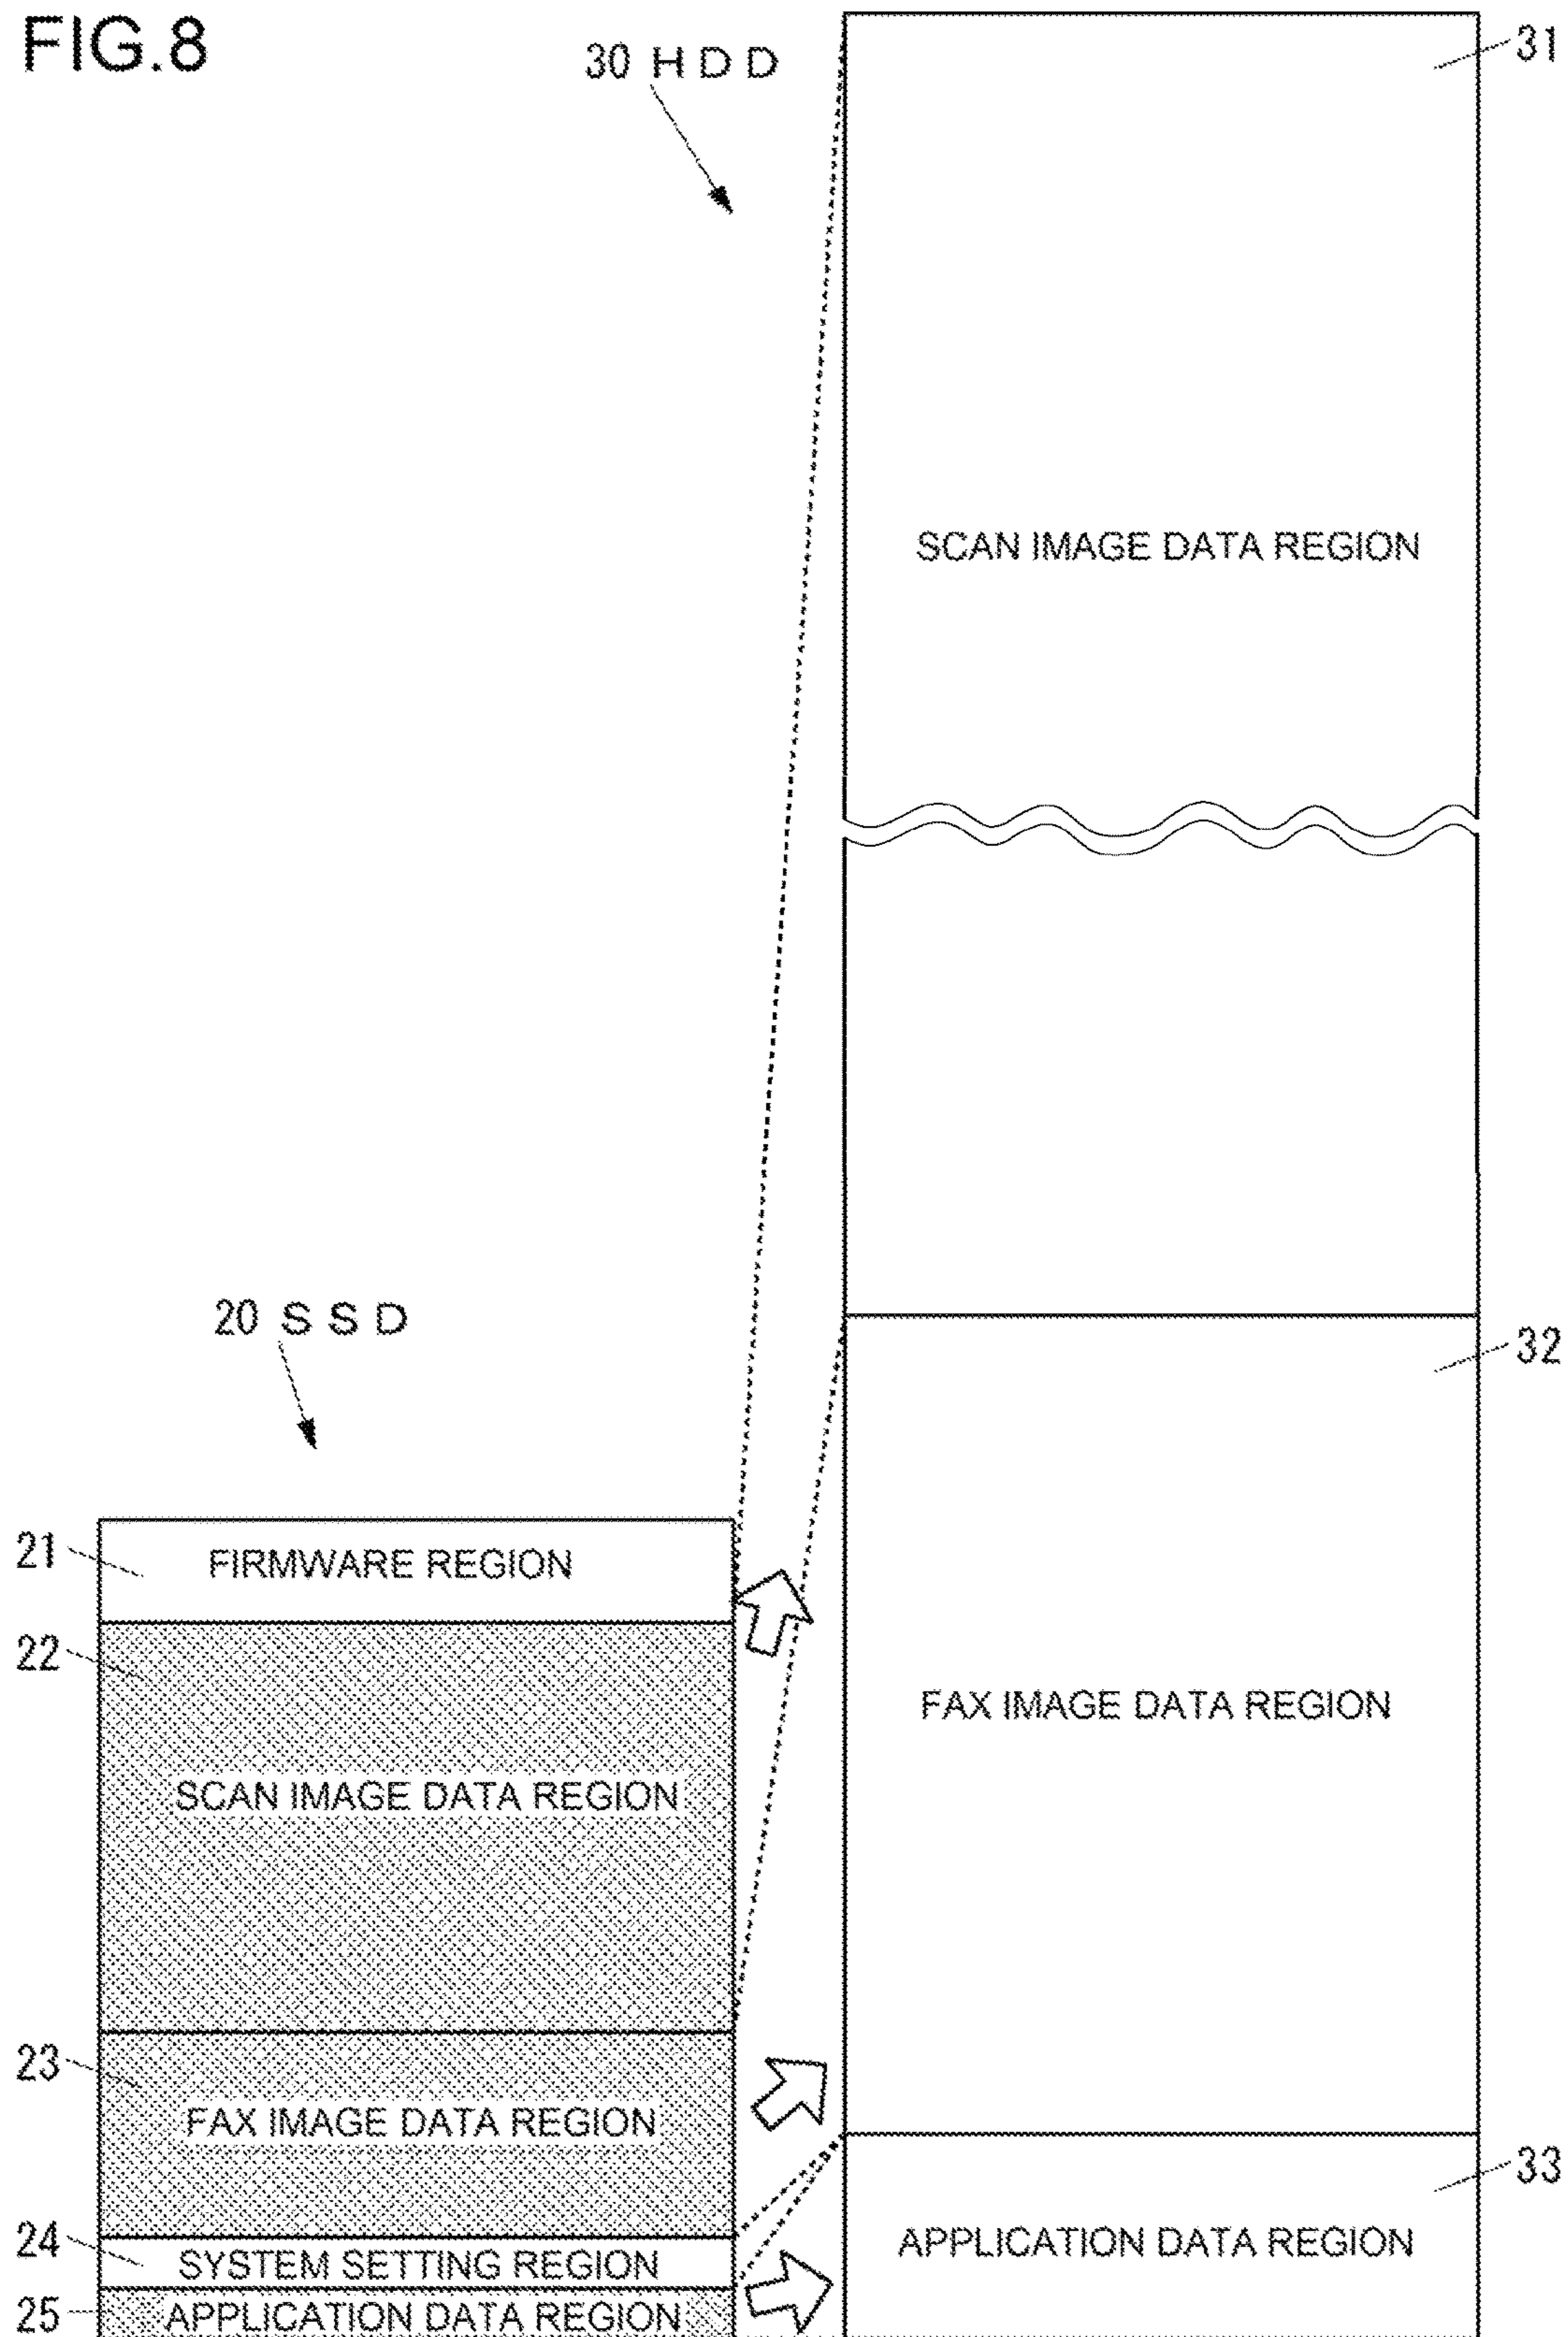 FIG.8
30 H D D
31
SCAN IMAGE DATA REGION
20 S S D
32
21
FIRMWARE REGION
22
SCAN IMAGE DATA REGION
FAX IMAGE DATA REGION
23
FAX IMAGE DATA REGION
33
24
SYSTEM SETTING REGION
APPLICATION DATA REGION
25
APPLICATION DATA REGION